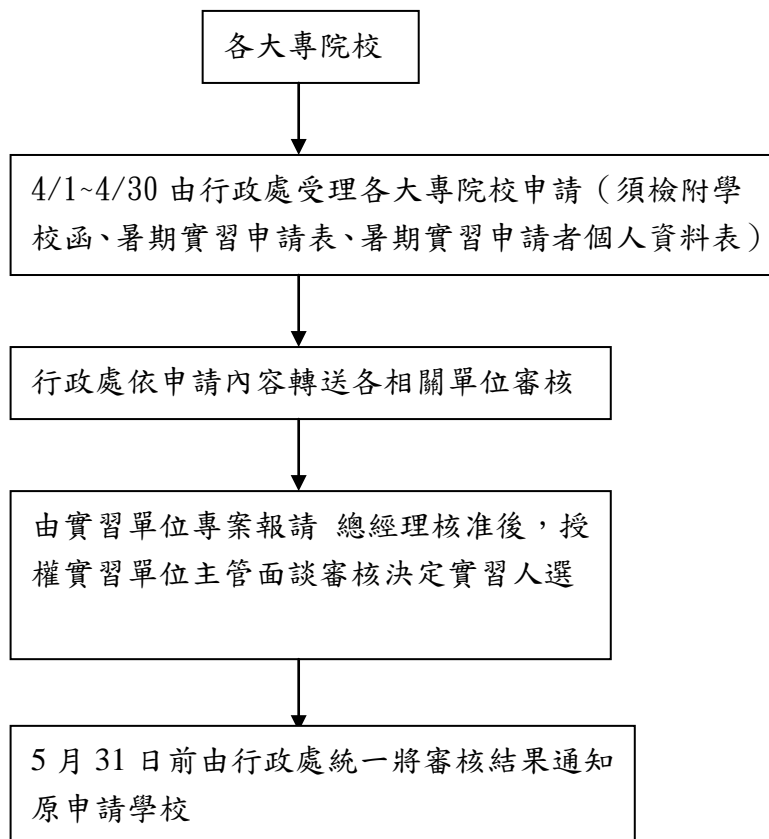 各大專院校
4/1~4/30 由行政處受理各大專院校申請（須檢附學
校函、暑期實習申請表、暑期實習申請者個人資料表）
行政處依申請內容轉送各相關單位審核
由實習單位專案報請 總經理核准後，授
權實習單位主管面談審核決定實習人選
5 月 31 日前由行政處統一將審核結果通知
原申請學校